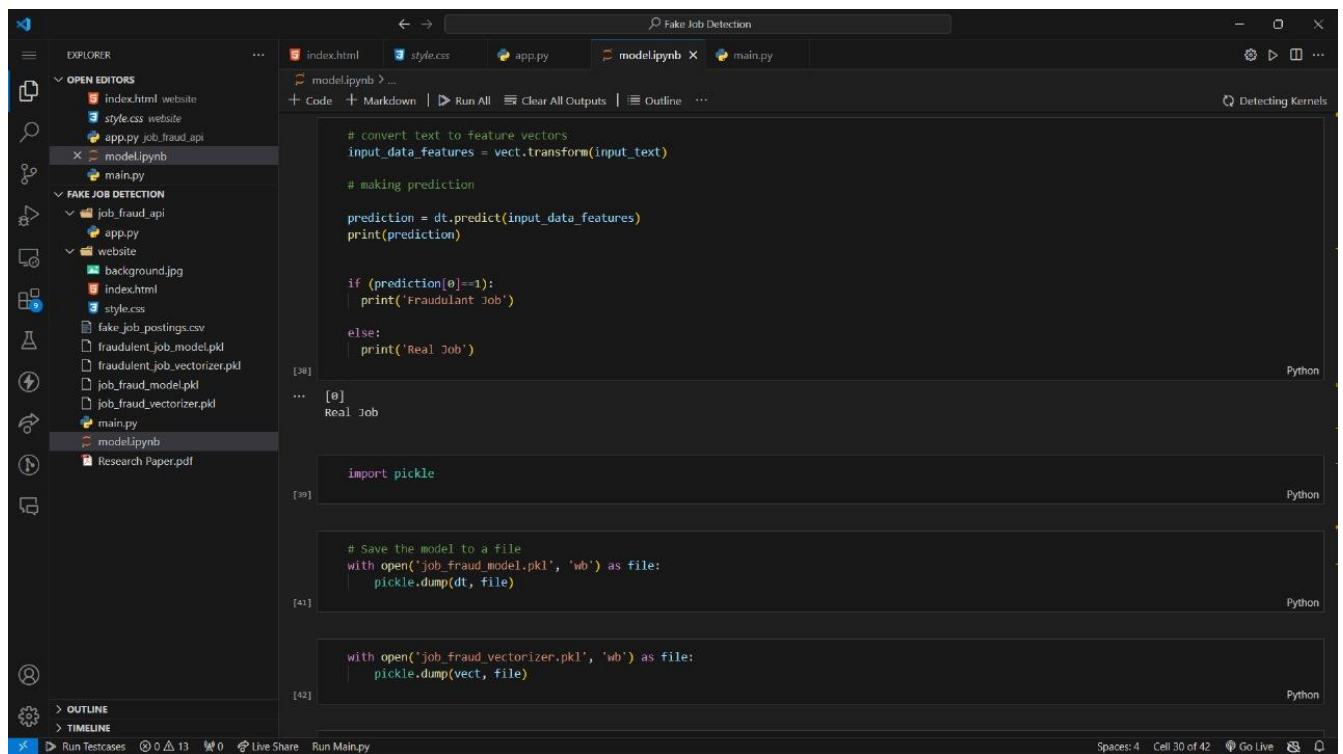 Fake Job Detection
EXPLORER
index.html
style.css
app.py
model.ipynb
main.py
OPEN EDITORS
index.html website
style.css website
app.py job_fraud_api
model.ipynb
main.py
FAKE JOB DETECTION
job_fraud_api
app.py
website
background.jpg
index.html
style.css
fake_job_postings.csv
fraudulent_job_model.pkl
fraudulent_job_vectorizer.pkl
job_fraud_model.pkl
job_fraud_vectorizer.pkl
main.py
model.ipynb
Research Paper.pdf
OUTLINE
TIMELINE
9
model.ipynb > ...
+ Code + Markdown | Run All Clear All Outputs | Outline ...
Detecting Kernels
# convert text to feature vectors
input_data_features = vect.transform(input_text)
# making prediction
prediction = dt.predict(input_data_features)
print(prediction)
if (prediction[0]==1):
print('Fraudulant Job')
else:
print('Real Job')
[38]
Python
... [0]
Real Job
import pickle
[39]
Python
# Save the model to a file
with open('job_fraud_model.pkl', 'wb') as file:
pickle.dump(dt, file)
[41]
Python
with open('job_fraud_vectorizer.pkl', 'wb') as file:
pickle.dump(vect, file)
[42]
Python
Run Testcases 0 13 0 Live Share Run Main.py
Spaces: 4 Cell 30 of 42 Go Live